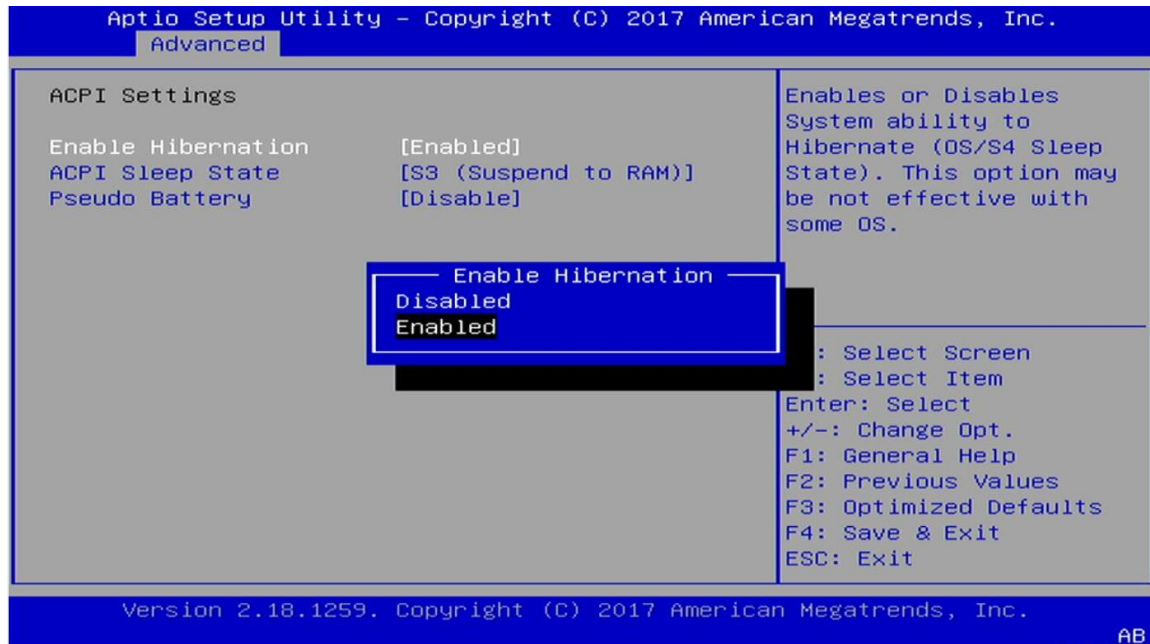 Aptio Setup Utility – Copyright (C) 2017 American Megatrends, Inc.
Advanced
ACPI Settings
Enable Hibernation [Enabled]
ACPI Sleep State [S3 (Suspend to RAM)]
Pseudo Battery [Disable]
Enable Hibernation
Disabled
Enabled
Enables or Disables
System ability to
Hibernate (OS/S4 Sleep
State). This option may
be not effective with
some OS.
: Select Screen
: Select Item
Enter: Select
+/-: Change Opt.
F1: General Help
F2: Previous Values
F3: Optimized Defaults
F4: Save & Exit
ESC: Exit
Version 2.18.1259. Copyright (C) 2017 American Megatrends, Inc.
AB